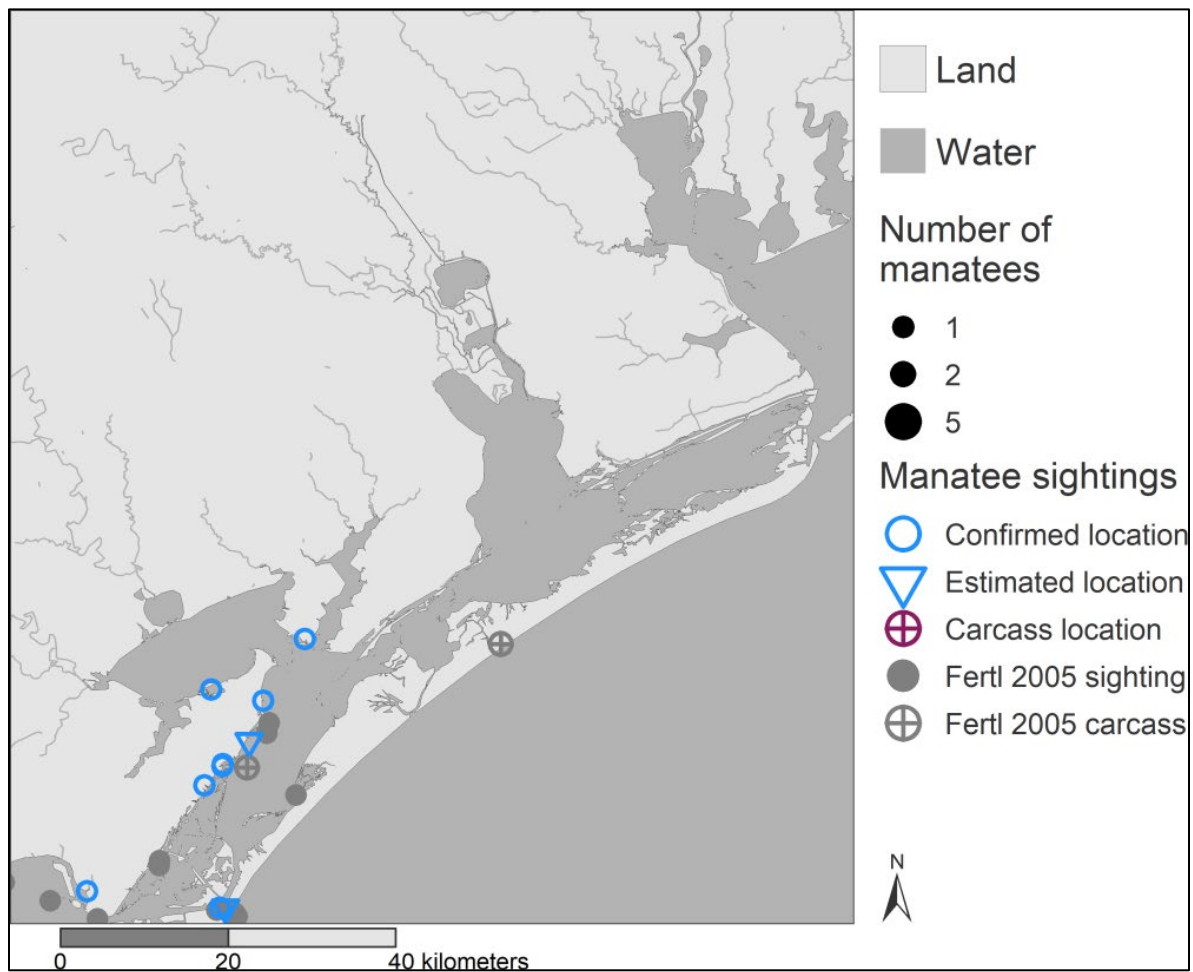 Land
Water
Number of
manatees
1
2
5
Manatee sightings
Confirmed location
Estimated location
Carcass location
Fertl 2005 sighting
Fertl 2005 carcass
N
0 20 40 kilometers